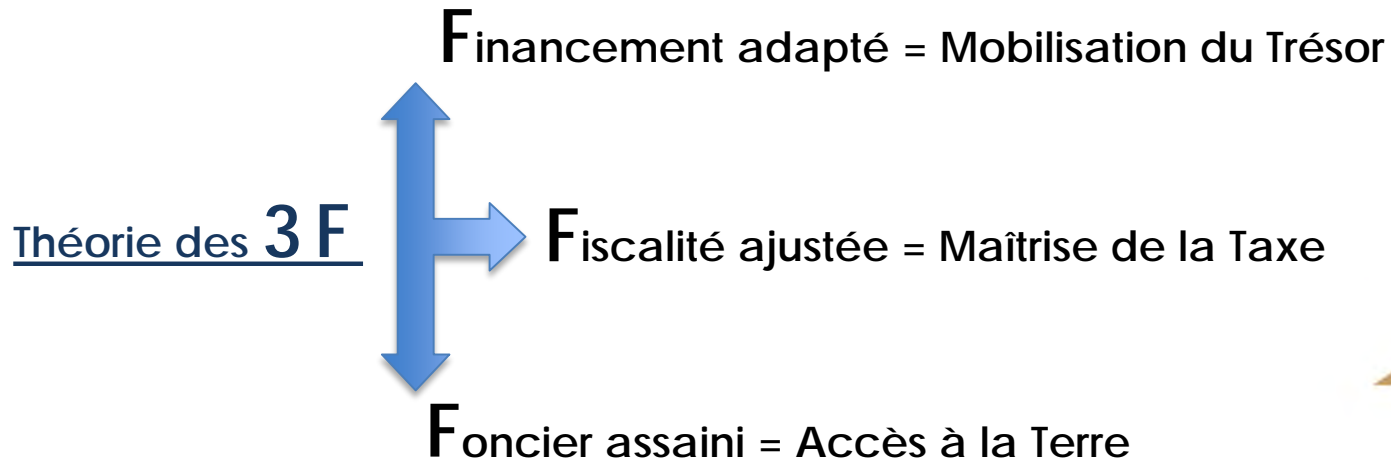 Financement adapté = Mobilisation du Trésor
Théorie des 3 F
Fiscalité ajustée = Maîtrise de la Taxe
Foncier assaini = Accès à la Terre